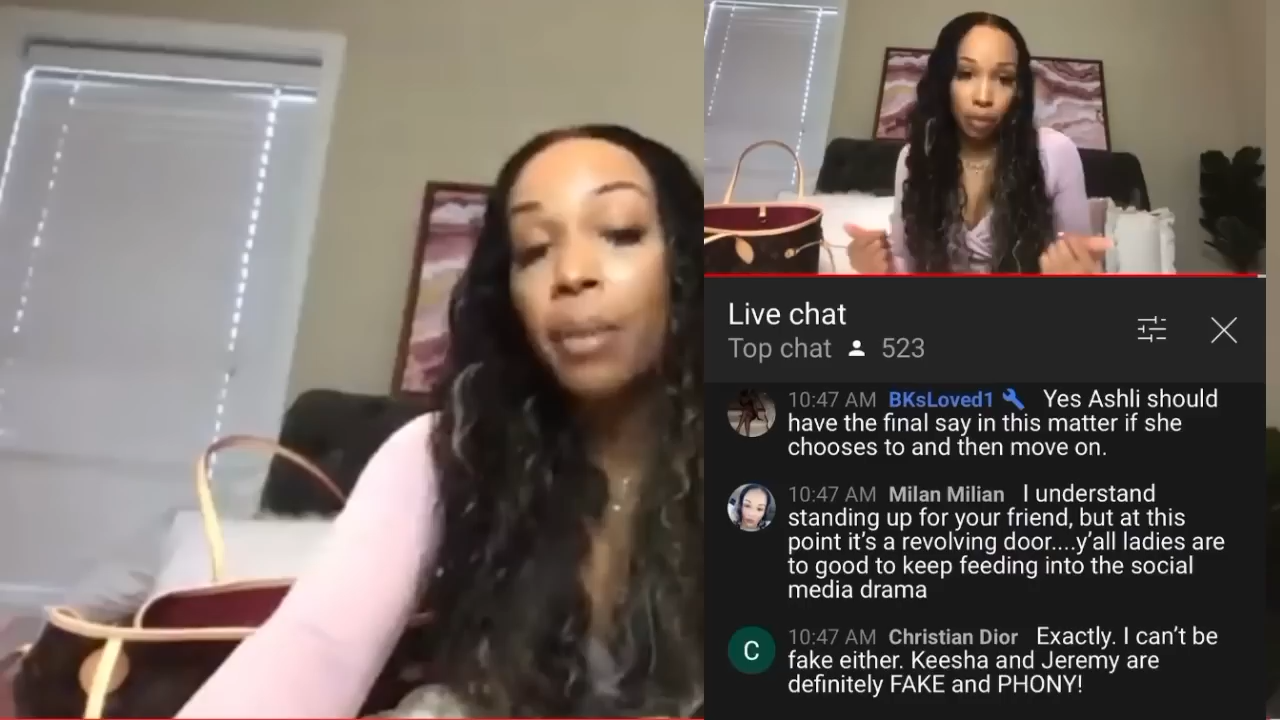 Live chat
Top chat 523
10:47 AM BKsLoved1 Yes Ashli should
have the final say in this matter if she
chooses to and then move on.
10:47 AM Milan Milian I understand
standing up for your friend, but at this
point it's a revolving door....y'all ladies are
to good to keep feeding into the social
media drama
C
10:47 AM Christian Dior Exactly. I can't be
fake either. Keesha and Jeremy are
definitely FAKE and PHONY!